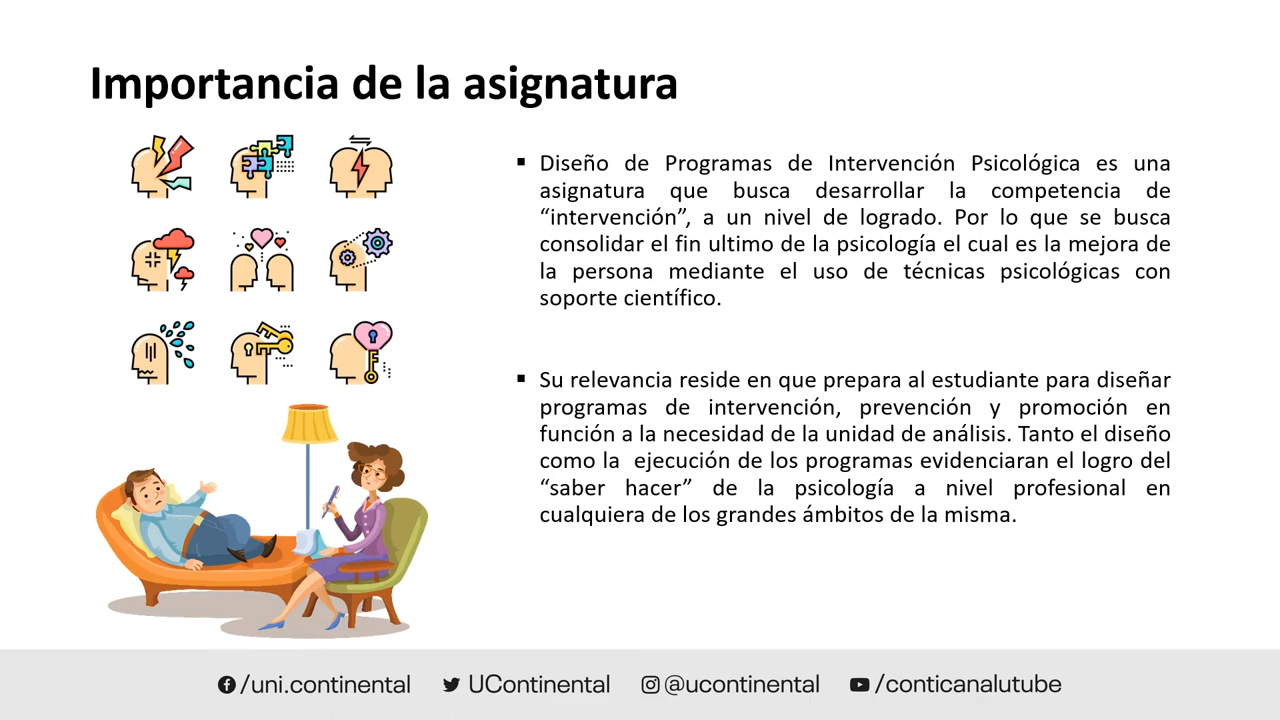 Importancia de la asignatura
▪ Diseño de Programas de Intervención Psicológica es una
asignatura que busca desarrollar la competencia de
“intervención”, a un nivel de logrado. Por lo que se busca
consolidar el fin ultimo de la psicología el cual es la mejora de
la persona mediante el uso de técnicas psicológicas con
soporte científico.
▪ Su relevancia reside en que prepara al estudiante para diseñar
programas de intervención, prevención y promoción en
función a la necesidad de la unidad de análisis. Tanto el diseño
como la  ejecución de los programas evidenciaran el logro del
“saber hacer” de la psicología a nivel profesional en
cualquiera de los grandes ámbitos de la misma.
/uni.continental UContinental @ucontinental /conticanalutube